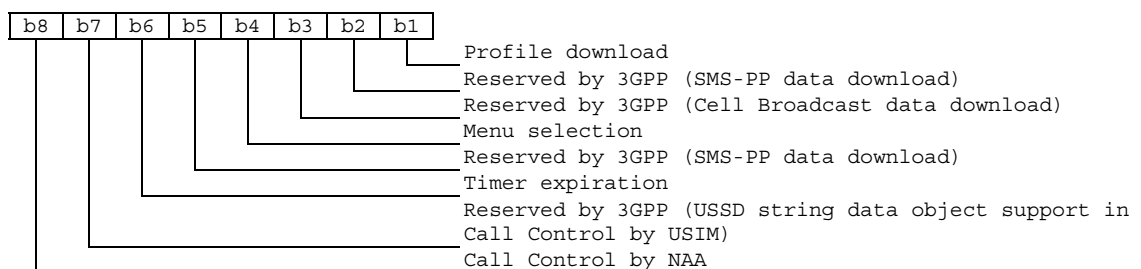 b8 b7 b6 b5 b4 b3 b2 b1
Profile download
Reserved by 3GPP (SMS-PP data download)
Reserved by 3GPP (Cell Broadcast data download)
Menu selection
Reserved by 3GPP (SMS-PP data download)
Timer expiration
Reserved by 3GPP (USSD string data object support in
Call Control by USIM)
Call Control by NAA